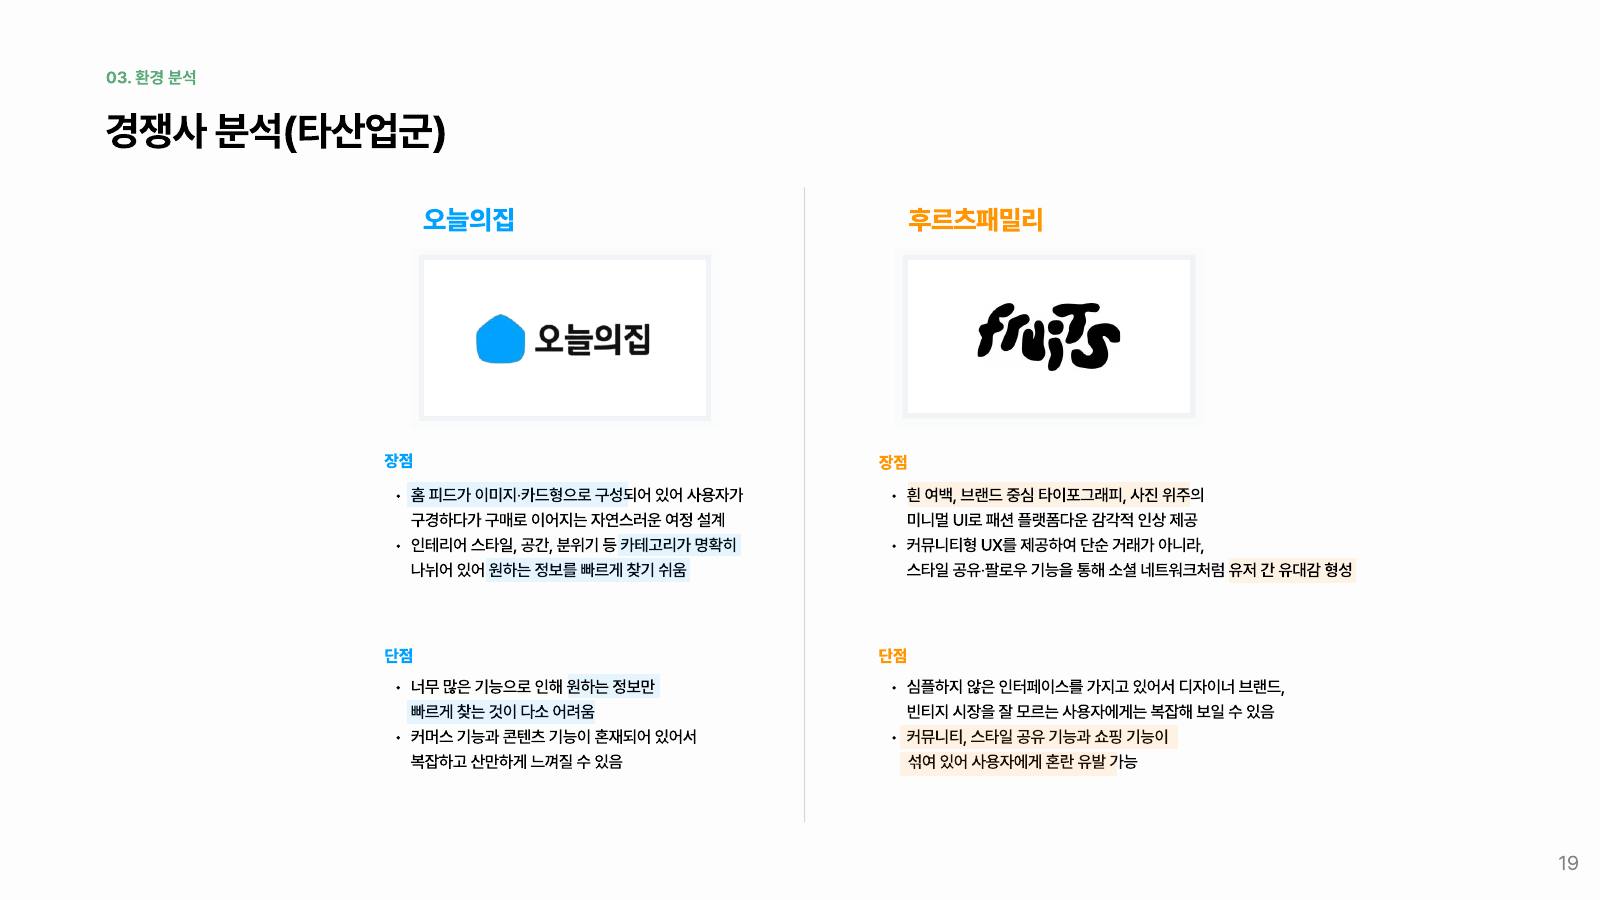 03. 환경 분석
경쟁사 분석(타산업군)
오늘의집
오늘의집
장점
• 홈 피드가 이미지·카드형으로 구성되어 있어 사용자가
구경하다가 구매로 이어지는 자연스러운 여정 설계
• 인테리어 스타일, 공간, 분위기 등 카테고리가 명확히
나뉘어 있어 원하는 정보를 빠르게 찾기 쉬움
단점
• 너무 많은 기능으로 인해 원하는 정보만
빠르게 찾는 것이 다소 어려움
• 커머스 기능과 콘텐츠 기능이 혼재되어 있어서
복잡하고 산만하게 느껴질 수 있음
후르츠패밀리
fruits
장점
• 흰 여백, 브랜드 중심 타이포그래피, 사진 위주의
미니멀 UI로 패션 플랫폼다운 감각적 인상 제공
• 커뮤니티형 UX를 제공하여 단순 거래가 아니라,
스타일 공유·팔로우 기능을 통해 소셜 네트워크처럼 유저 간 유대감 형성
단점
• 심플하지 않은 인터페이스를 가지고 있어서 디자이너 브랜드,
빈티지 시장을 잘 모르는 사용자에게는 복잡해 보일 수 있음
• 커뮤니티, 스타일 공유 기능과 쇼핑 기능이
섞여 있어 사용자에게 혼란 유발 가능
19